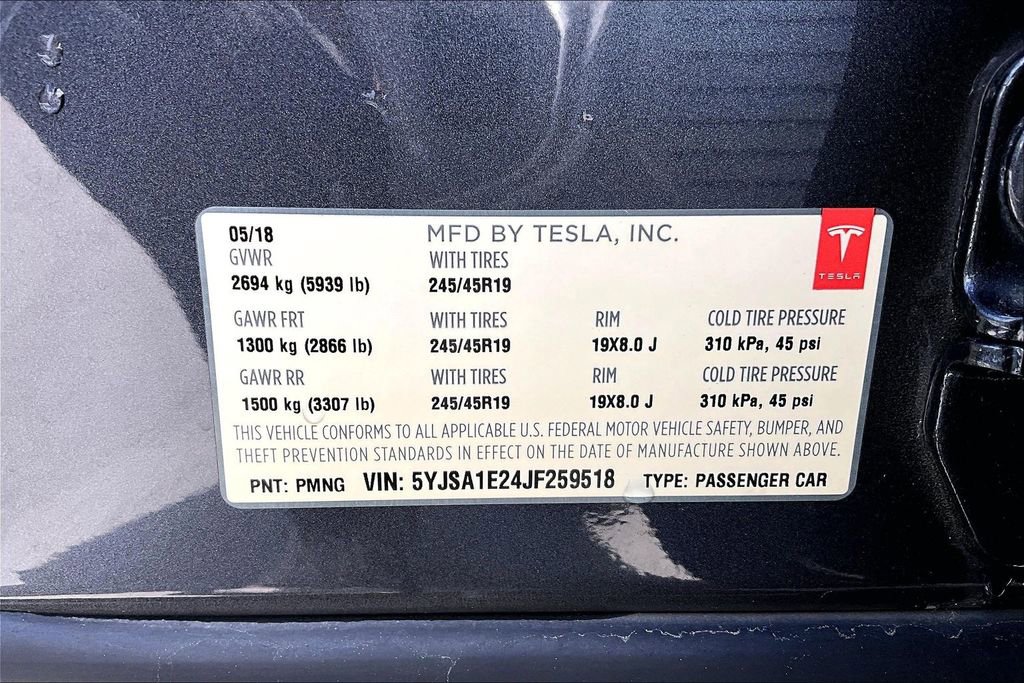 05/18 MFD BY TESLA, INC.
GVWR WITH TIRES
2694 kg (5939 lb) 245/45R19
TESLA
GAWR FRT WITH TIRES RIM COLD TIRE PRESSURE
1300 kg (2866 lb) 245/45R19 19X8.0 J 310 kPa, 45 psi
GAWR RR WITH TIRES RIM COLD TIRE PRESSURE
1500 kg (3307 lb) 245/45R19 19X8.0 J 310 kPa, 45 psi
THIS VEHICLE CONFORMS TO ALL APPLICABLE U.S. FEDERAL MOTOR VEHICLE SAFETY, BUMPER, AND
THEFT PREVENTION STANDARDS IN EFFECT ON THE DATE OF MANUFACTURE SHOWN ABOVE.
PNT: PMNG VIN: 5YJSA1E24JF259518 TYPE: PASSENGER CAR